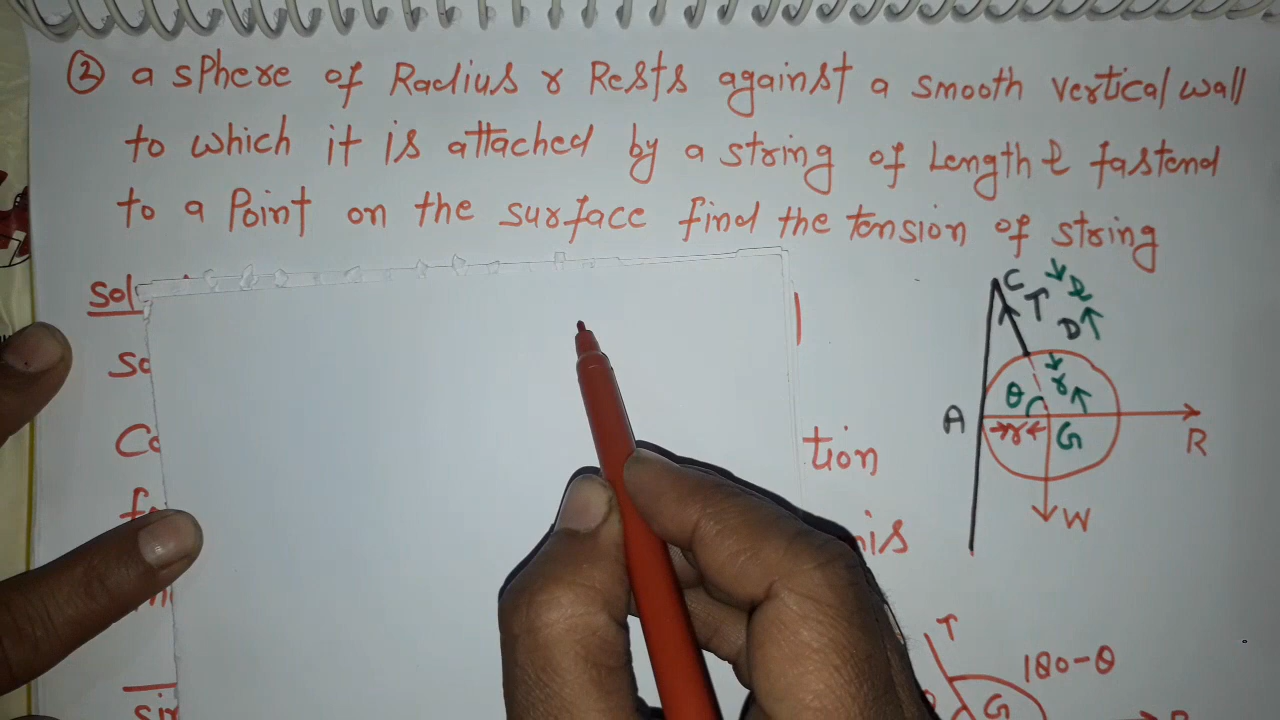 ② a sphere of Radius r Rests against a smooth vertical wall
to which it is attached by a string of Length l fastend
to a Point on the surface find the tension of string
Sol
C T l
D
θ r
A r G R
W
tion
T
180-θ
G